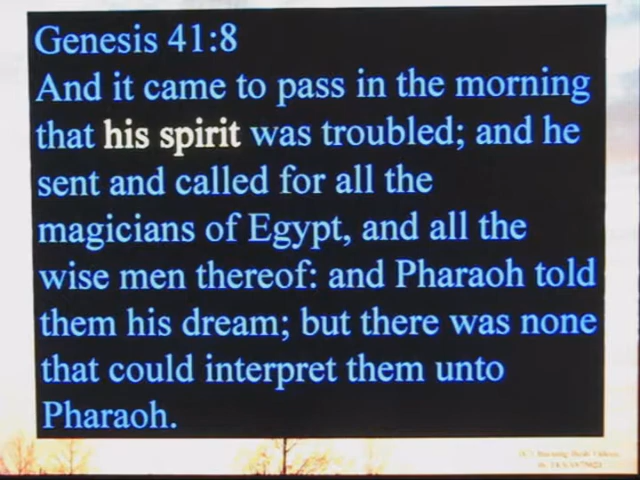 Genesis 41:8
And it came to pass in the morning
that his spirit was troubled; and he
sent and called for all the
magicians of Egypt, and all the
wise men thereof: and Pharaoh told
them his dream; but there was none
that could interpret them unto
Pharaoh.